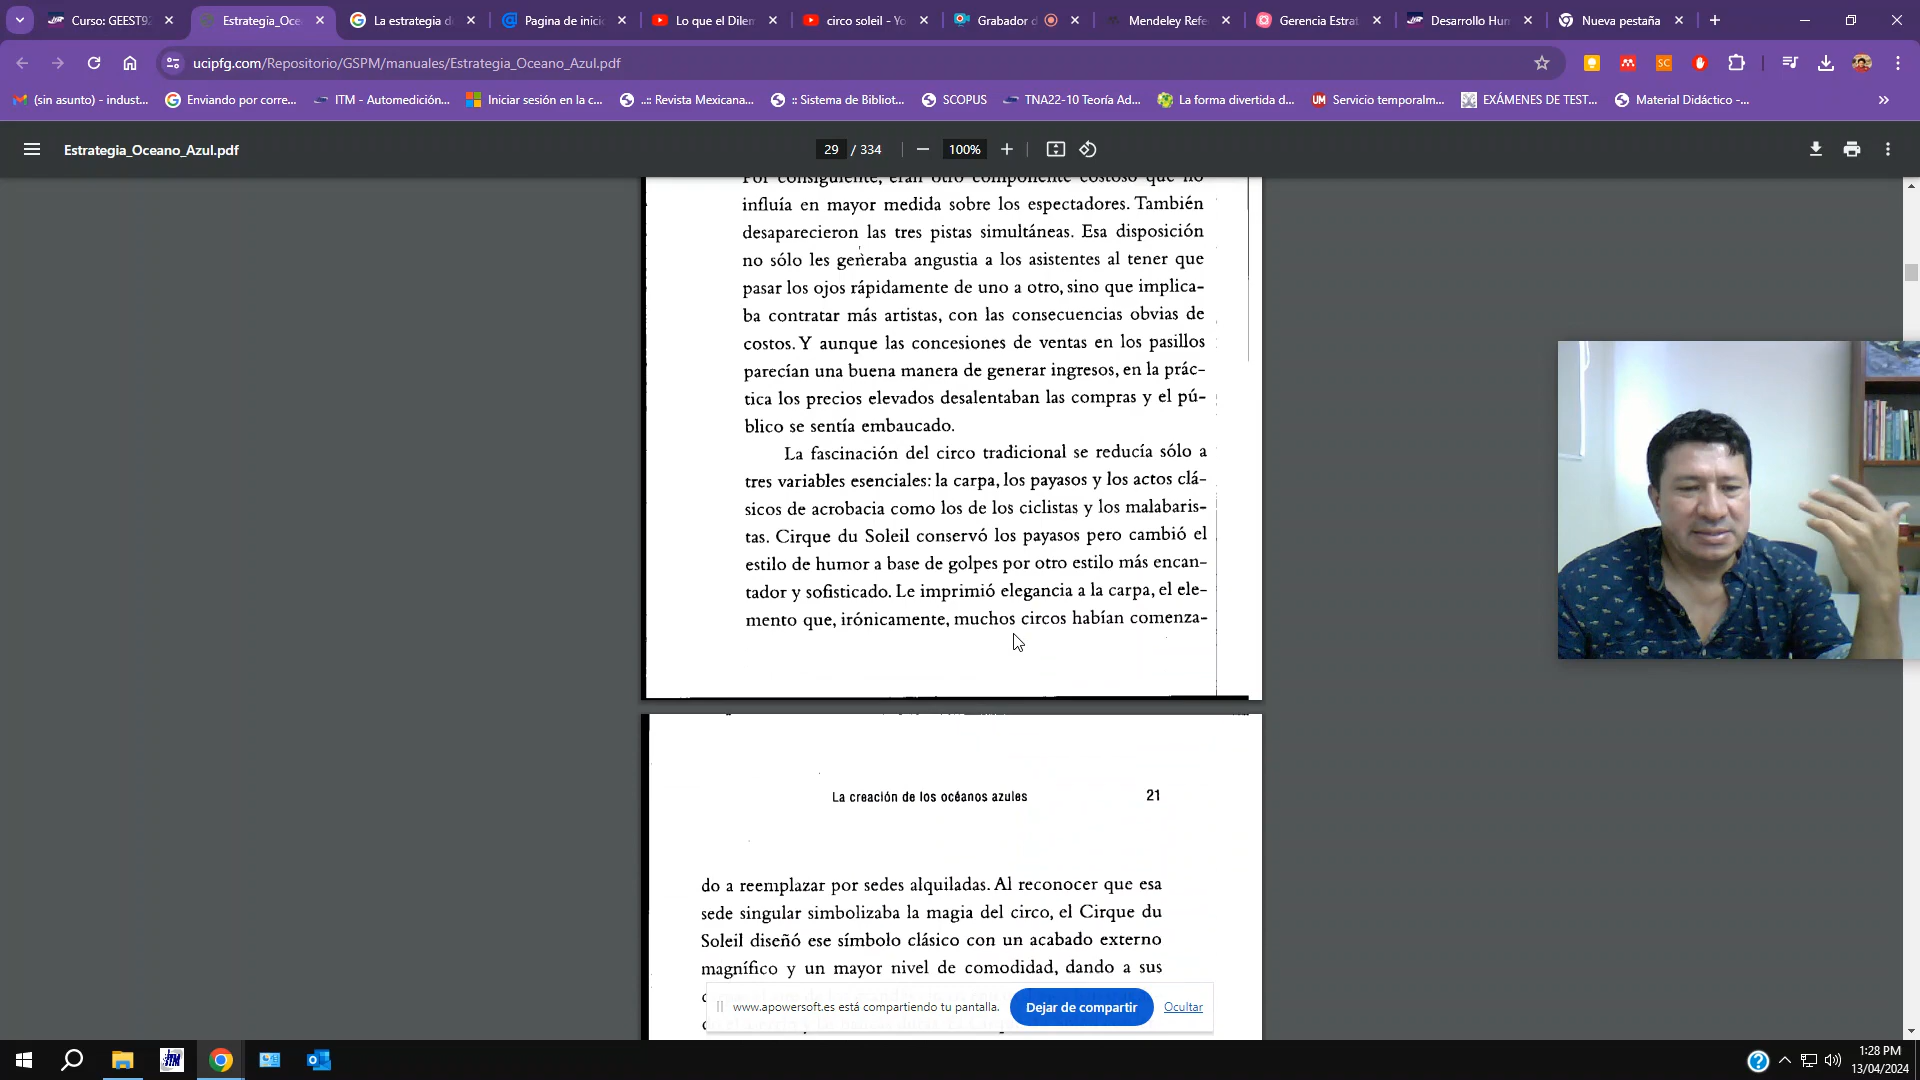 Curso: GEEST92
Estrategia_Oce
La estrategia d
Pagina de inici
Lo que el Dilem
circo soleil - Yo
Grabador d
Mendeley Refe
Gerencia Estrat
Desarrollo Hum
Nueva pestaña
ucipfg.com/Repositorio/GSPM/manuales/Estrategia_Oceano_Azul.pdf
SC
(sin asunto) - indust...
Enviando por corre...
ITM - Automedición...
Iniciar sesión en la c...
..:: Revista Mexicana...
:: Sistema de Bibliot...
SCOPUS
TNA22-10 Teoría Ad...
La forma divertida d...
UM Servicio temporalm...
EXÁMENES DE TEST...
Material Didáctico -...
Estrategia_Oceano_Azul.pdf
29 / 334
100%
Por consiguiente, eran otro componente costoso que no
influía en mayor medida sobre los espectadores. También
desaparecieron las tres pistas simultáneas. Esa disposición
no sólo les generaba angustia a los asistentes al tener que
pasar los ojos rápidamente de uno a otro, sino que implica-
ba contratar más artistas, con las consecuencias obvias de
costos. Y aunque las concesiones de ventas en los pasillos
parecían una buena manera de generar ingresos, en la prác-
tica los precios elevados desalentaban las compras y el pú-
blico se sentía embaucado.
La fascinación del circo tradicional se reducía sólo a
tres variables esenciales: la carpa, los payasos y los actos clá-
sicos de acrobacia como los de los ciclistas y los malabaris-
tas. Cirque du Soleil conservó los payasos pero cambió el
estilo de humor a base de golpes por otro estilo más encan-
tador y sofisticado. Le imprimió elegancia a la carpa, el ele-
mento que, irónicamente, muchos circos habían comenza-
La creación de los océanos azules 21
do a reemplazar por sedes alquiladas. Al reconocer que esa
sede singular simbolizaba la magia del circo, el Cirque du
Soleil diseñó ese símbolo clásico con un acabado externo
magnífico y un mayor nivel de comodidad, dando a sus
www.apowersoft.es está compartiendo tu pantalla.
Dejar de compartir
Ocultar
ITM
1:28 PM
13/04/2024